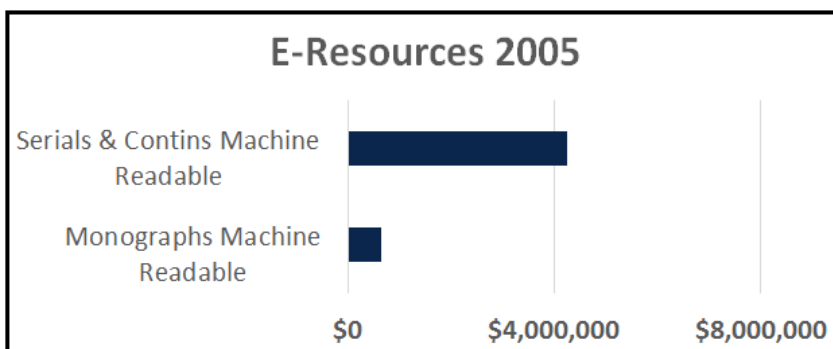 E-Resources 2005
Serials & Contins Machine
Readable
Monographs Machine
Readable
$0 $4,000,000 $8,000,000